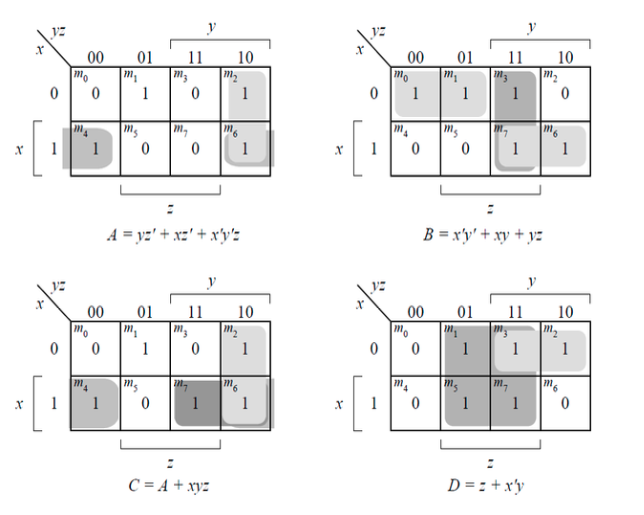 yz
y
x
00 01 11 10
m0 m1 m3 m2
0 0 1 0 1
m4 m5 m7 m6
x 1 1 0 0 1
z
A = yz' + xz' + x'y'z
yz
y
x
00 01 11 10
m0 m1 m3 m2
0 1 1 1 0
m4 m5 m7 m6
x 1 0 0 1 1
z
B = x'y' + xy + yz
yz
y
x
00 01 11 10
m0 m1 m3 m2
0 0 1 0 1
m4 m5 m7 m6
x 1 1 0 1 1
z
C = A + xyz
yz
y
x
00 01 11 10
m0 m1 m3 m2
0 0 1 1 1
m4 m5 m7 m6
x 1 0 1 1 0
z
D = z + x'y